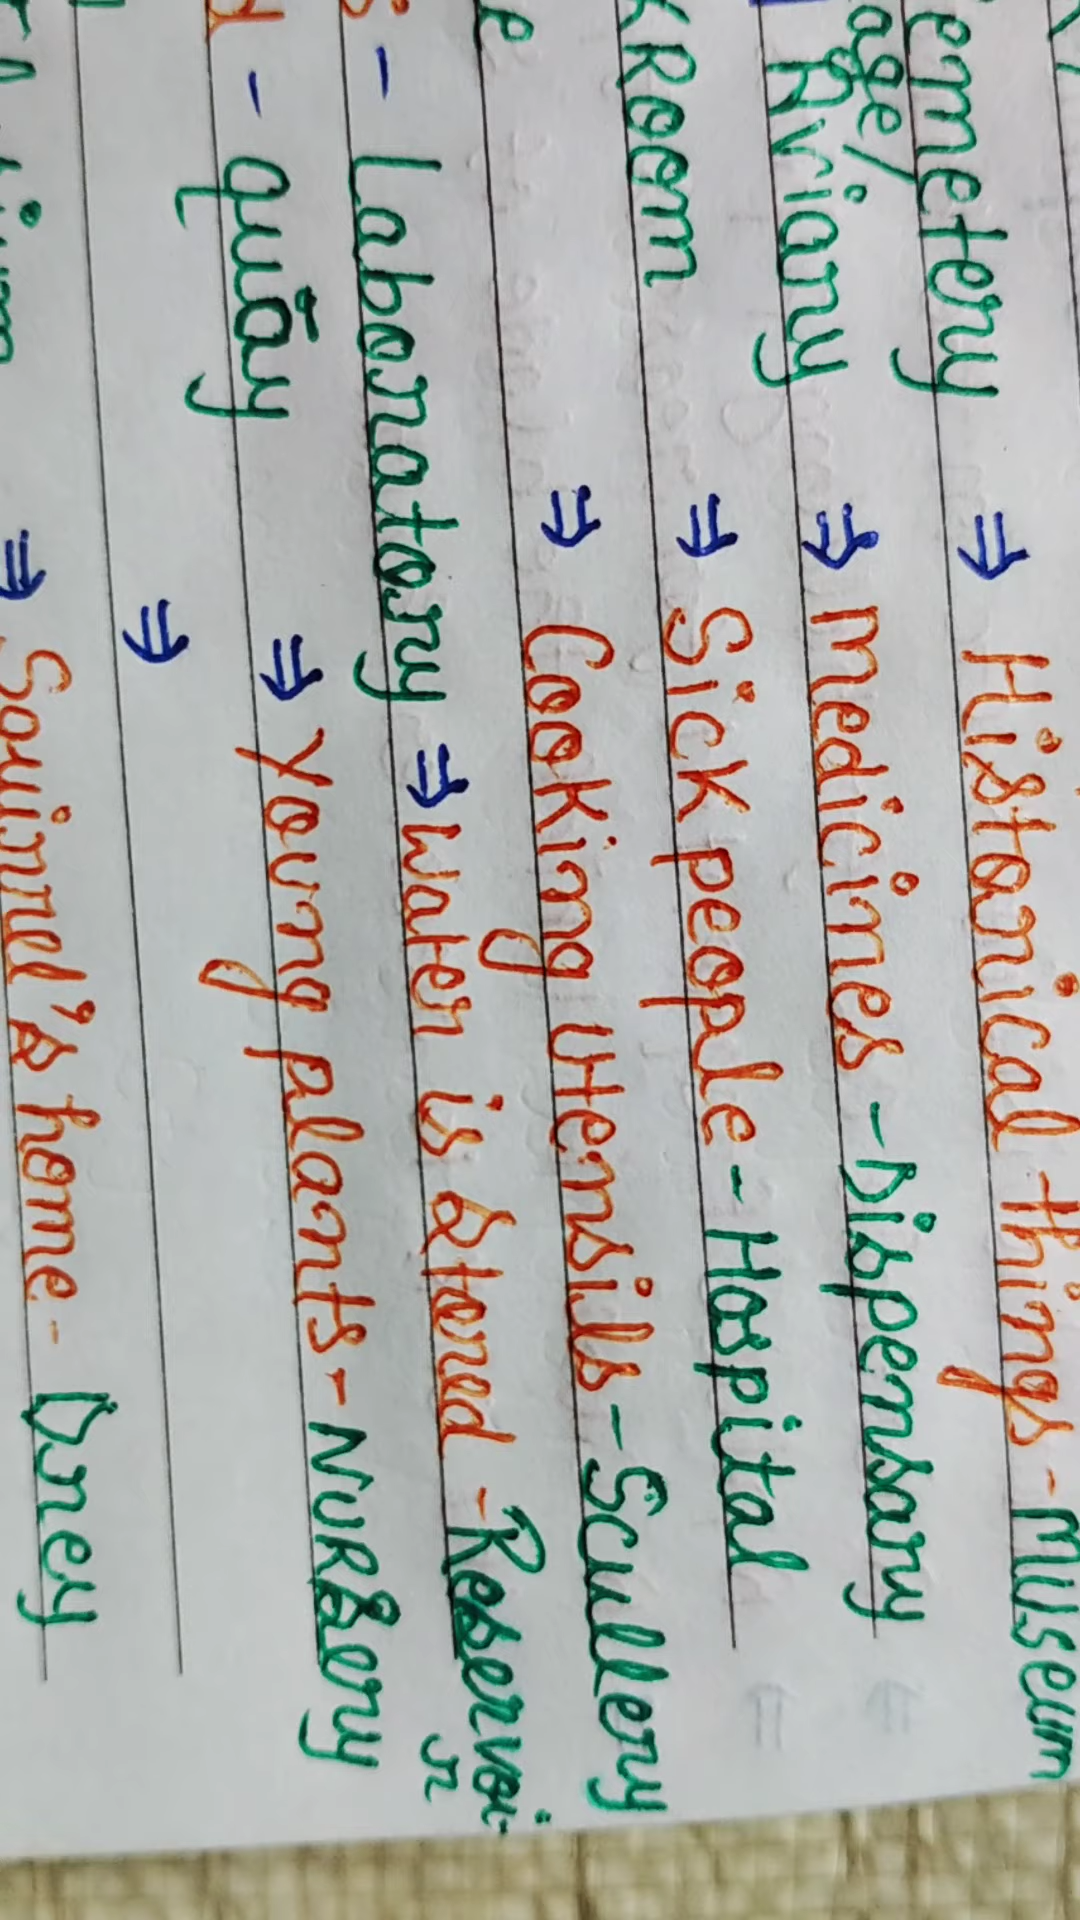 emetery ⇒ Historical things - Museum
age/
Aviary ⇒ medicines - Dispensary
k Room ⇒ Sick people - Hospital
e ⇒ Cooking utensils - Scullery
s - Laboratory ⇒ water is stored - Reservoi-
r
d - quay ⇒ Young plants - NURsery
⇒
⇒ Squirrel's home - Drey